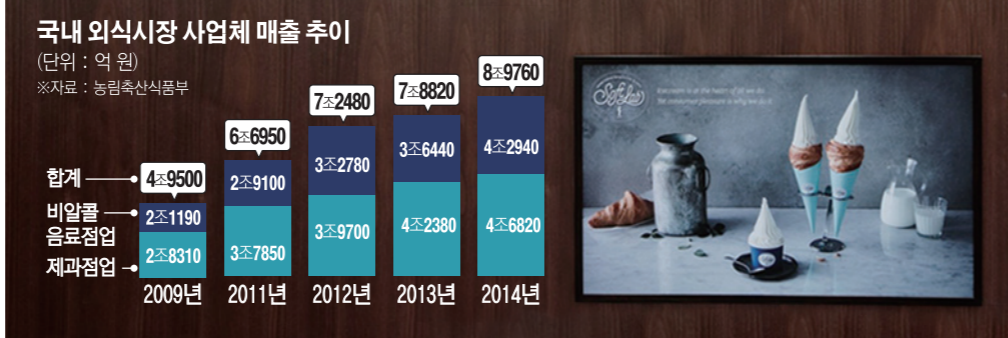 국내 외식시장 사업체 매출 추이
(단위 : 억 원)
※자료 : 농림축산식품부
합계
비알콜
음료점업
제과점업
4조9500
2조1190
2조8310
2009년
6조6950
2조9100
3조7850
2011년
7조2480
3조2780
3조9700
2012년
7조8820
3조6440
4조2380
2013년
8조9760
4조2940
4조6820
2014년